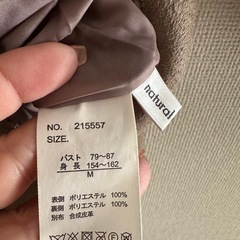 natural
NO. 215557
SIZE.
バスト 79〜87
身長 154〜162
M
表側 ポリエステル 100%
裏側 ポリエステル 100%
別布 合成皮革